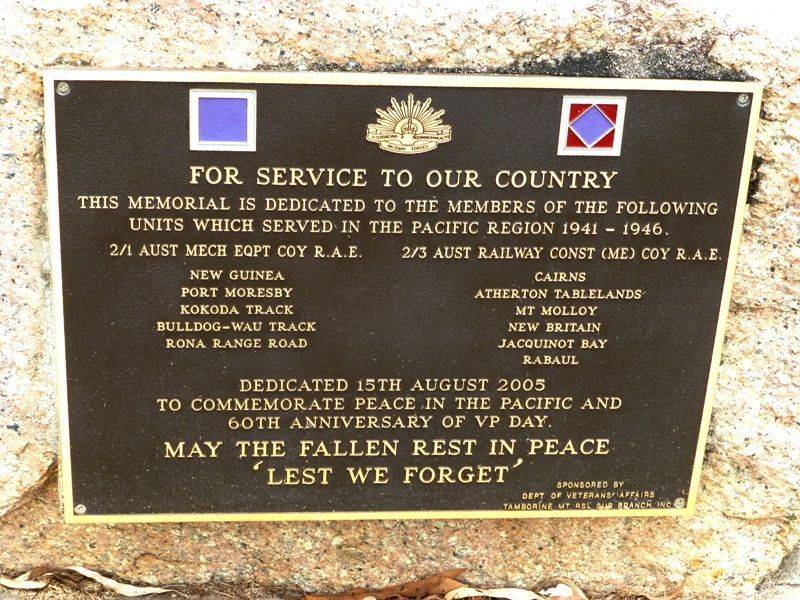 FOR SERVICE TO OUR COUNTRY
THIS MEMORIAL IS DEDICATED TO THE MEMBERS OF THE FOLLOWING
UNITS WHICH SERVED IN THE PACIFIC REGION 1941 - 1946.
2/1 AUST MECH EQPT COY R.A.E.
NEW GUINEA
PORT MORESBY
KOKODA TRACK
BULLDOG-WAU TRACK
RONA RANGE ROAD
2/3 AUST RAILWAY CONST (ME) COY R.A.E.
CAIRNS
ATHERTON TABLELANDS
MT MOLLOY
NEW BRITAIN
JACQUINOT BAY
RABAUL
DEDICATED 15TH AUGUST 2005
TO COMMEMORATE PEACE IN THE PACIFIC AND
60TH ANNIVERSARY OF VP DAY.
MAY THE FALLEN REST IN PEACE
'LEST WE FORGET'
SPONSORED BY
DEPT OF VETERANS' AFFAIRS
TAMBORINE MT RSL SUB BRANCH INC